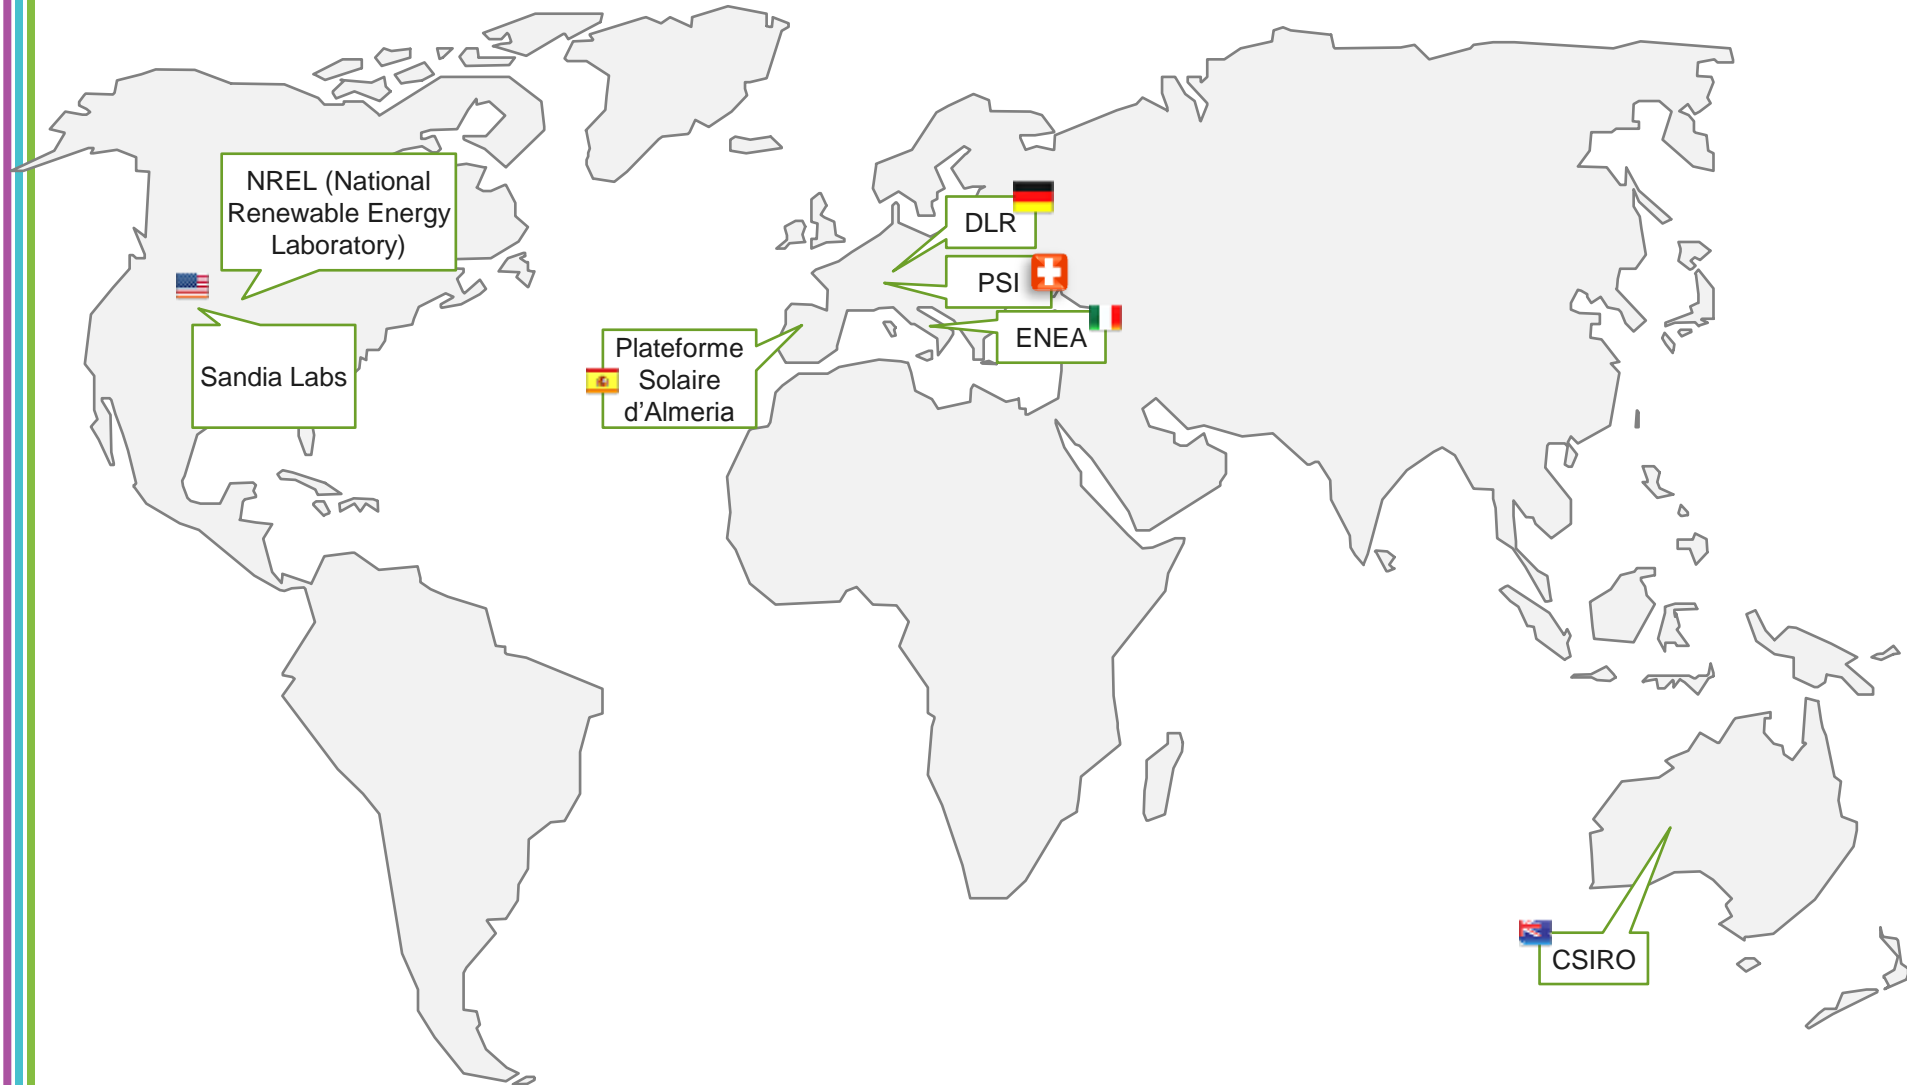 NREL (National
Renewable Energy
Laboratory)
Sandia Labs
DLR
PSI
ENEA
Plateforme
Solaire
d’Almeria
CSIRO